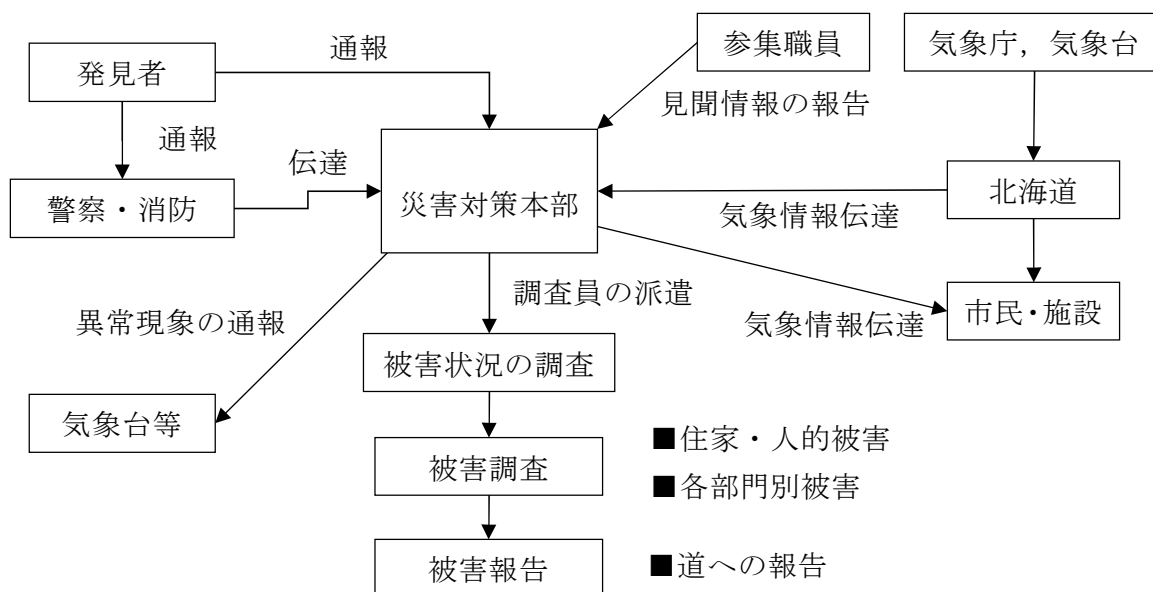 通報
参集職員
気象庁，気象台
発見者
見聞情報の報告
通報
伝達
警察・消防
災害対策本部
北海道
気象情報伝達
調査員の派遣
異常現象の通報
気象情報伝達
市民・施設
被害状況の調査
気象台等
■住家・人的被害
被害調査
■各部門別被害
被害報告
■道への報告